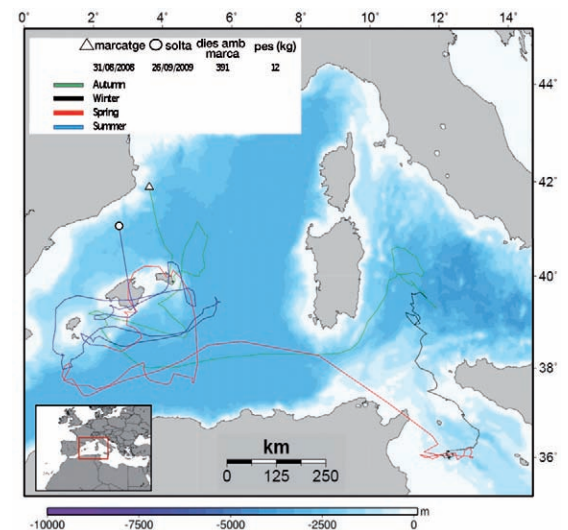 0° 2° 4° 6° 8° 10° 12° 14°
marcatge solta dies amb marca pes (kg)
31/08/2008 26/09/2009 391 12
Autumn
Winter
Spring
Summer
44°
42°
40°
38°
36°
km
0 125 250
-10000 -7500 -5000 -2500 0 m